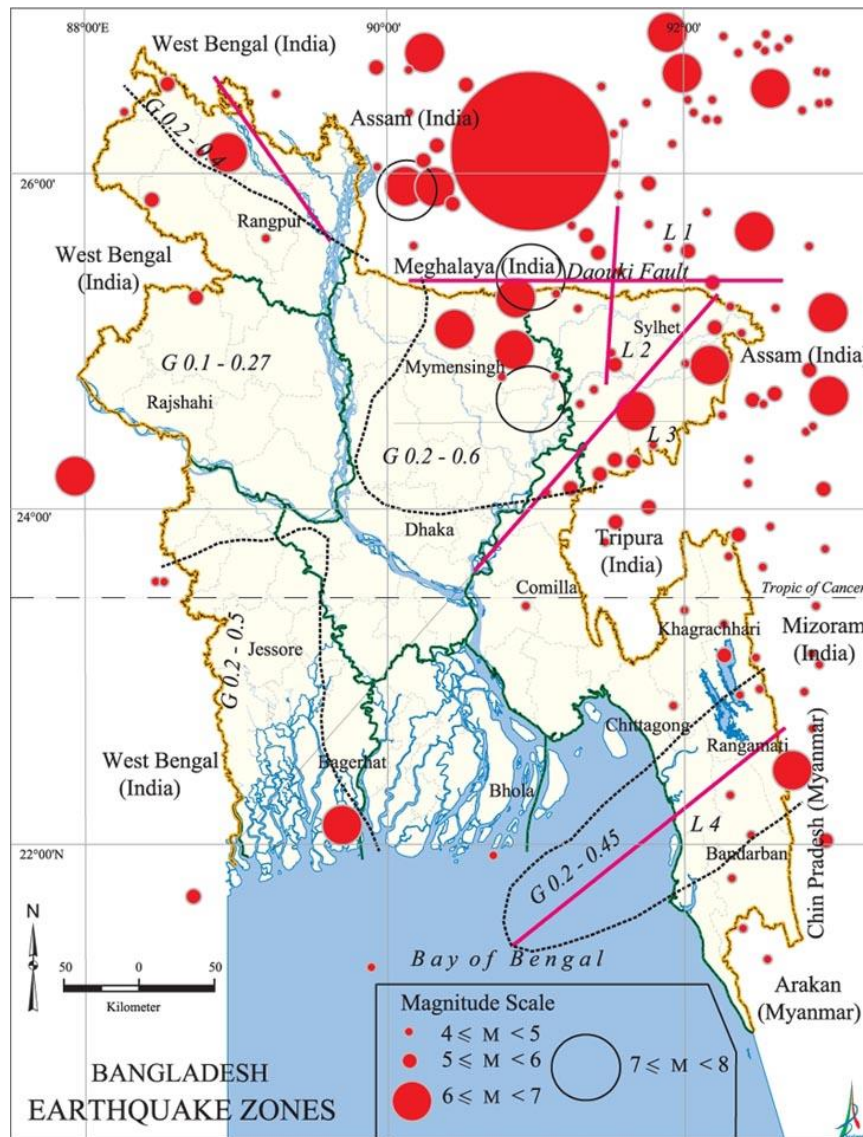 88°00'E
90°00'
92°00'
West Bengal (India)
Assam (India)
G 0.2 - 0.4
26°00'
Rangpur
L 1
West Bengal
(India)
Meghalaya (India)
Daouki Fault
Sylhet
L 2
Assam (India)
G 0.1 - 0.27
Mymensingh
Rajshahi
L 3
G 0.2 - 0.6
24°00'
Dhaka
Tripura
(India)
Comilla
Tropic of Cancer
Khagrachhari
Mizoram
(India)
G 0.2 - 0.5
Jessore
Chittagong
Rangamati
West Bengal
(India)
Bagerhat
Bhola
L 4
22°00'N
G 0.2 - 0.45
Bandarban
Chin Pradesh (Myanmar)
N
Bay of Bengal
50 0 50
Kilometer
Arakan
(Myanmar)
Magnitude Scale
4 ⩽ M < 5
5 ⩽ M < 6
6 ⩽ M < 7
7 ⩽ M < 8
BANGLADESH
EARTHQUAKE ZONES